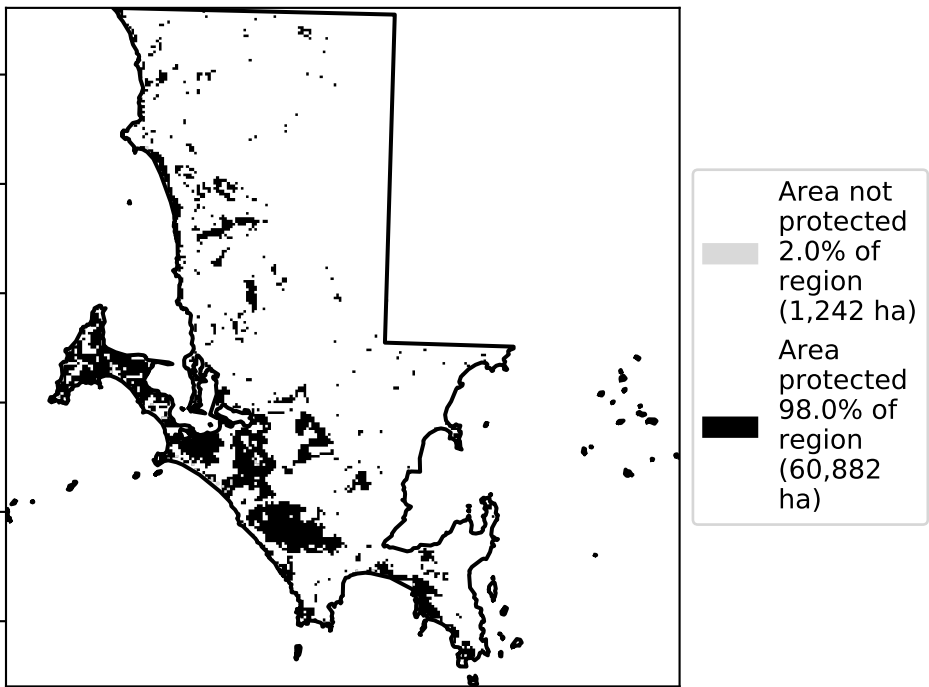 Area not
protected
2.0% of
region
(1,242 ha)
Area
protected
98.0% of
region
(60,882
ha)